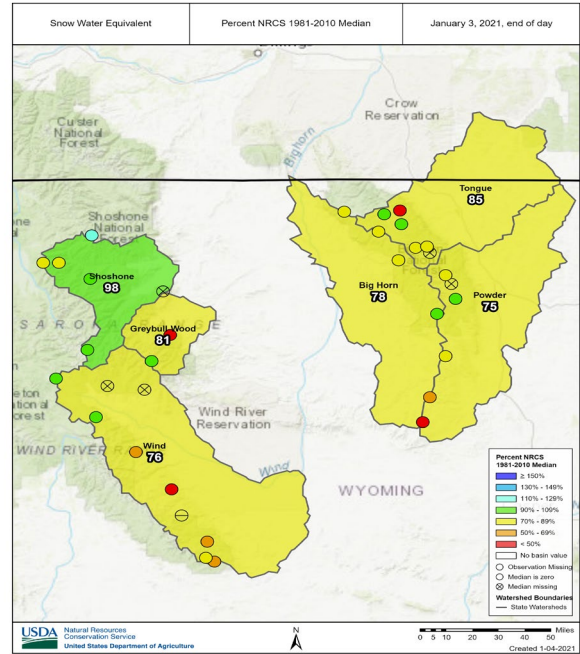 Snow Water Equivalent
Percent NRCS 1981-2010 Median
January 3, 2021, end of day
Custer
National
Forest
Crow
Reservation
Bighorn
Tongue
85
Shoshone
National
Shoshone
98
Big Horn
78
Powder
75
Greybull Wood
81
Wind River
Reservation
WIND RIVER
Wind
76
Wind
WYOMING
Percent NRCS
1981-2010 Median
≥ 150%
130% - 149%
110% - 129%
90% - 109%
70% - 89%
50% - 69%
< 50%
No basin value
Observation Missing
Median is zero
Median missing
Watershed Boundaries
State Watersheds
USDA
Natural Resources
Conservation Service
United States Department of Agriculture
N
0 5 10 20 30 40 50 Miles
Created 1-04-2021